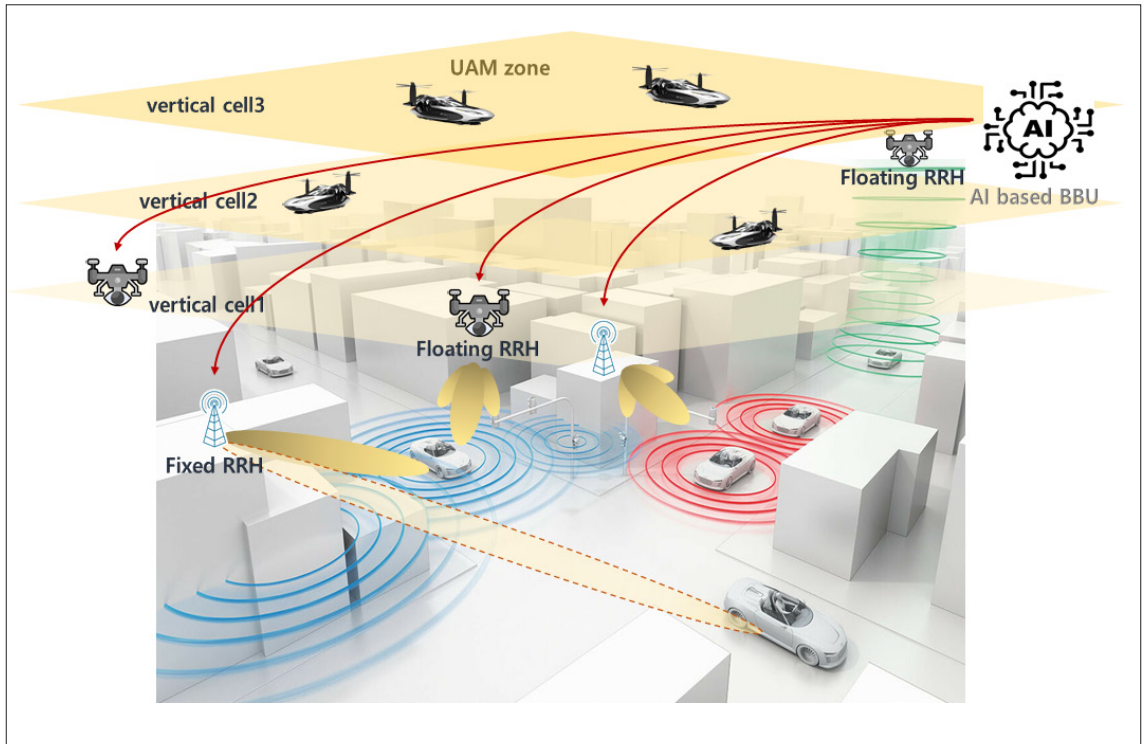 UAM zone
vertical cell3
AI
Floating RRH
AI based BBU
vertical cell2
vertical cell1
Floating RRH
Fixed RRH